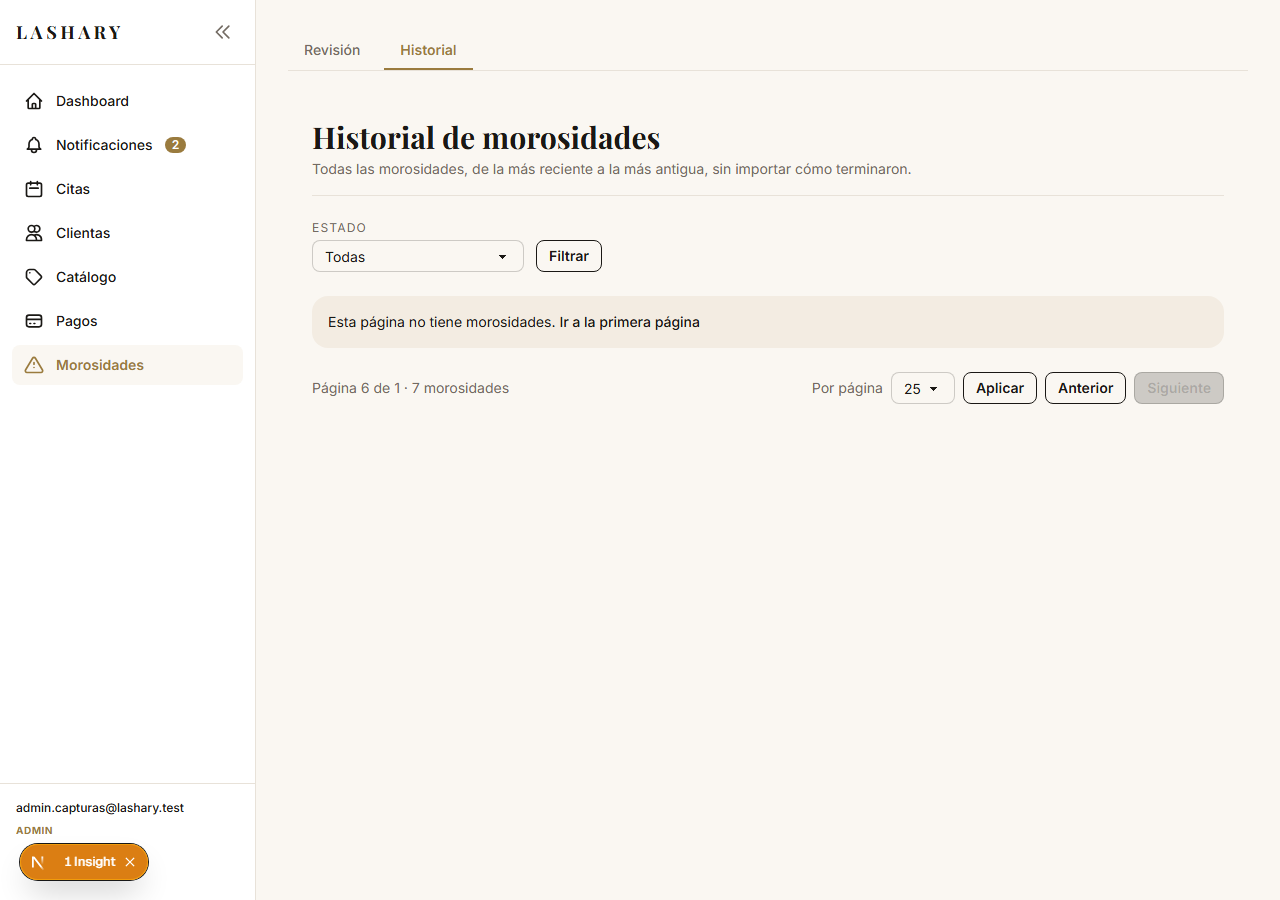 LASHARY
Dashboard
Notificaciones 2
Citas
Clientas
Catálogo
Pagos
Morosidades
admin.capturas@lashary.test
ADMIN
1 Insight
Revisión Historial
Historial de morosidades
Todas las morosidades, de la más reciente a la más antigua, sin importar cómo terminaron.
ESTADO
Todas Filtrar
Esta página no tiene morosidades. Ir a la primera página
Página 6 de 1 · 7 morosidades Por página 25 Aplicar Anterior Siguiente